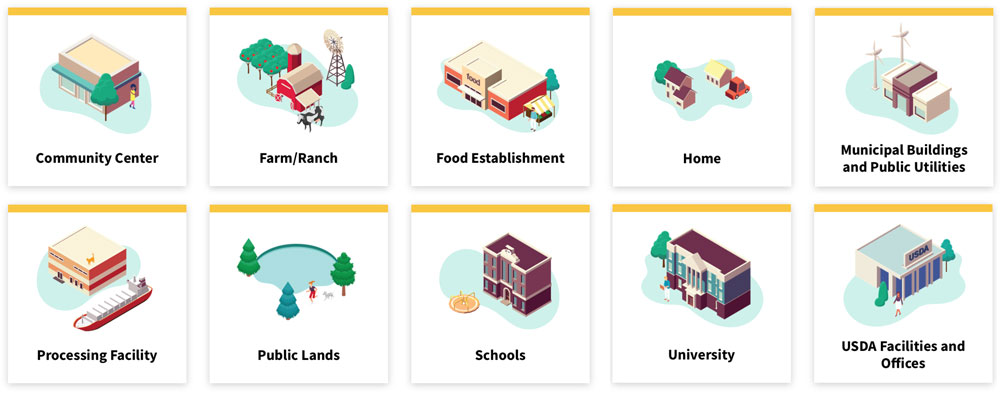 food
Community Center
Farm/Ranch
Food Establishment
Home
Municipal Buildings
and Public Utilities
USDA
Processing Facility
Public Lands
Schools
University
USDA Facilities and
Offices